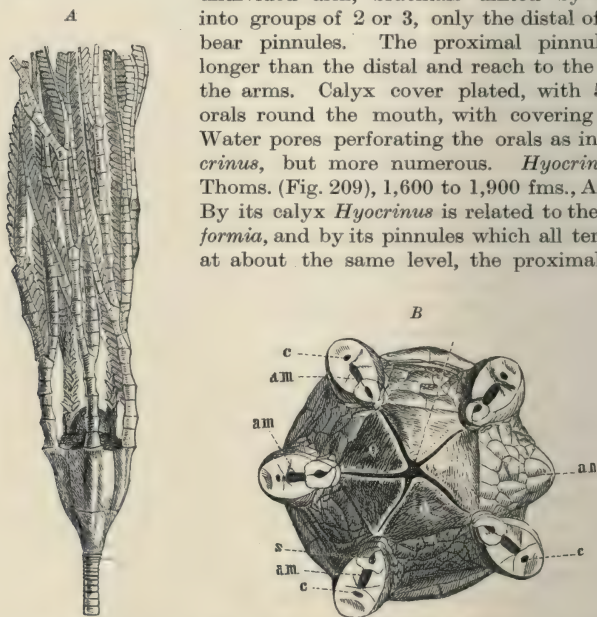 A
into groups of 2 or 3, only the distal of
bear pinnules. The proximal
longer than the distal and reach to the
the arms. Calyx cover plated, with
orals round the mouth, with covering
Water pores perforating the orals as in
crinus, but more numerous.
Thoms. (Fig. 209), 1,600 to 1,900 fms.,
By its calyx Hyocrinus is related to the
formia, and by its pinnules which all
at about the same level, the proximal
B
c
am
am
an
s
am
c
c